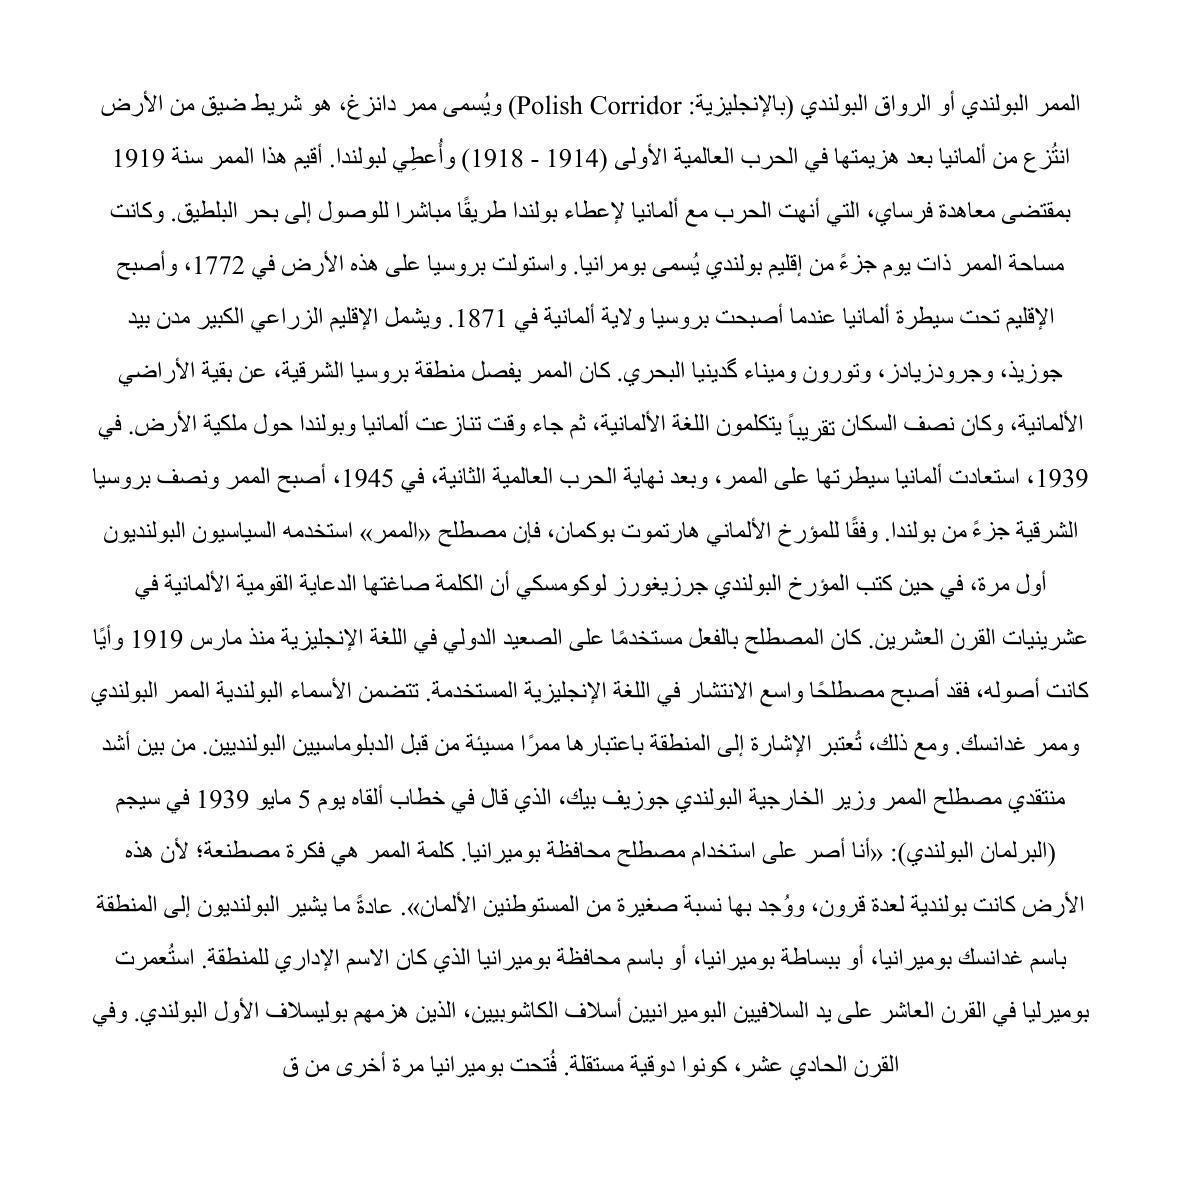 الممر البولندي أو الرواق البولندي (بالإنجليزية: Polish Corridor) ويُسمى ممر دانزغ، هو شريط ضيق من الأرض
انتُزع من ألمانيا بعد هزيمتها في الحرب العالمية الأولى (1914 - 1918) وأُعطِي لبولندا. أقيم هذا الممر سنة 1919
بمقتضى معاهدة فرساي، التي أنهت الحرب مع ألمانيا لإعطاء بولندا طريقًا مباشرا للوصول إلى بحر البلطيق. وكانت
مساحة الممر ذات يوم جزءً من إقليم بولندي يُسمى بومرانيا. واستولت بروسيا على هذه الأرض في 1772، وأصبح
الإقليم تحت سيطرة ألمانيا عندما أصبحت بروسيا ولاية ألمانية في 1871. ويشمل الإقليم الزراعي الكبير مدن بيد
جوزيذ، وجرودزيادز، وتورون وميناء گدينيا البحري. كان الممر يفصل منطقة بروسيا الشرقية، عن بقية الأراضي
الألمانية، وكان نصف السكان تقريباً يتكلمون اللغة الألمانية، ثم جاء وقت تنازعت ألمانيا وبولندا حول ملكية الأرض. في
1939، استعادت ألمانيا سيطرتها على الممر، وبعد نهاية الحرب العالمية الثانية، في 1945، أصبح الممر ونصف بروسيا
الشرقية جزءً من بولندا. وفقًا للمؤرخ الألماني هارتموت بوكمان، فإن مصطلح «الممر» استخدمه السياسيون البولنديون
أول مرة، في حين كتب المؤرخ البولندي جرزيغورز لوكومسكي أن الكلمة صاغتها الدعاية القومية الألمانية في
عشرينيات القرن العشرين. كان المصطلح بالفعل مستخدمًا على الصعيد الدولي في اللغة الإنجليزية منذ مارس 1919 وأيًا
كانت أصوله، فقد أصبح مصطلحًا واسع الانتشار في اللغة الإنجليزية المستخدمة. تتضمن الأسماء البولندية الممر البولندي
وممر غدانسك. ومع ذلك، تُعتبر الإشارة إلى المنطقة باعتبارها ممرًا مسيئة من قبل الدبلوماسيين البولنديين. من بين أشد
منتقدي مصطلح الممر وزير الخارجية البولندي جوزيف بيك، الذي قال في خطاب ألقاه يوم 5 مايو 1939 في سيجم
(البرلمان البولندي): «أنا أصر على استخدام مصطلح محافظة بوميرانيا. كلمة الممر هي فكرة مصطنعة؛ لأن هذه
الأرض كانت بولندية لعدة قرون، ووُجد بها نسبة صغيرة من المستوطنين الألمان». عادةً ما يشير البولنديون إلى المنطقة
باسم غدانسك بوميرانيا، أو ببساطة بوميرانيا، أو باسم محافظة بوميرانيا الذي كان الاسم الإداري للمنطقة. استُعمرت
بوميرليا في القرن العاشر على يد السلافيين البوميرانيين أسلاف الكاشوبيين، الذين هزمهم بوليسلاف الأول البولندي. وفي
القرن الحادي عشر، كونوا دوقية مستقلة. فُتحت بوميرانيا مرة أخرى من ق